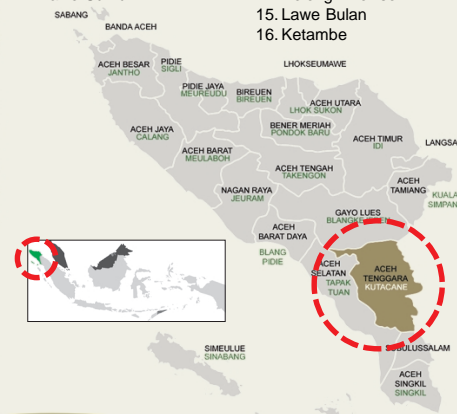 15. Lawe Bulan
16. Ketambe
SABANG
BANDA ACEH
ACEH BESAR
JANTHO
PIDIE
SIGLI
LHOKSEUMAWE
PIDIE JAYA
MEUREUDU
BIREUEN
BIREUEN
ACEH UTARA
LHOK SUKON
ACEH JAYA
CALANG
BENER MERIAH
PONDOK BARU
ACEH TIMUR
IDI
LANGSA
ACEH BARAT
MEULABOH
ACEH TENGAH
TAKENGON
NAGAN RAYA
JEURAM
ACEH
TAMIANG
KUALA
SIMPAN
GAYO LUES
ACEH
BARAT DAYA
BLANG
PIDIE
ACEH
SELATAN
TAPAK
TUAN
ACEH
TENGGARA
KUTACANE
SIMEULUE
SINABANG
SUBULUSSALAM
ACEH
SINGKIL
SINGKIL